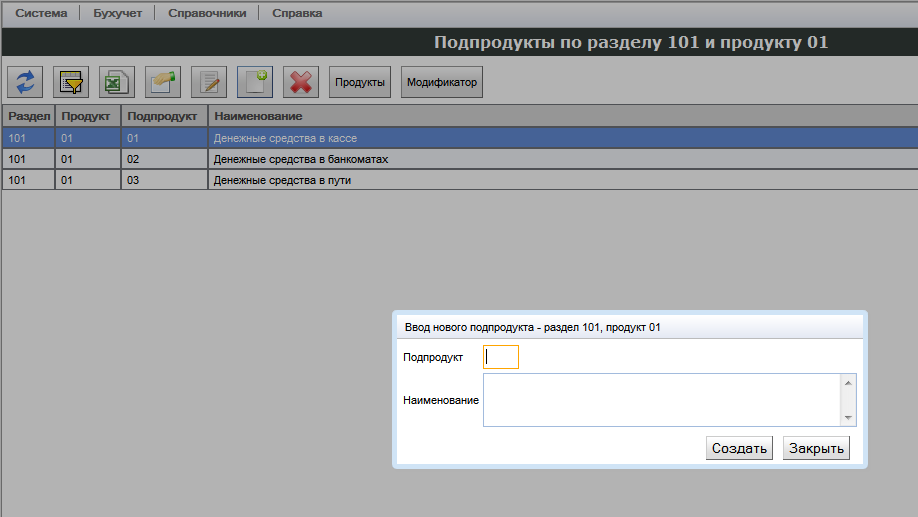 Система Бухучет Справочники Справка
Подпродукты по разделу 101 и продукту 01
Продукты Модификатор
Раздел Продукт Подпродукт Наименование
101 01 01 Денежные средства в кассе
101 01 02 Денежные средства в банкоматах
101 01 03 Денежные средства в пути
Ввод нового подпродукта - раздел 101, продукт 01
Подпродукт
Наименование
Создать Закрыть